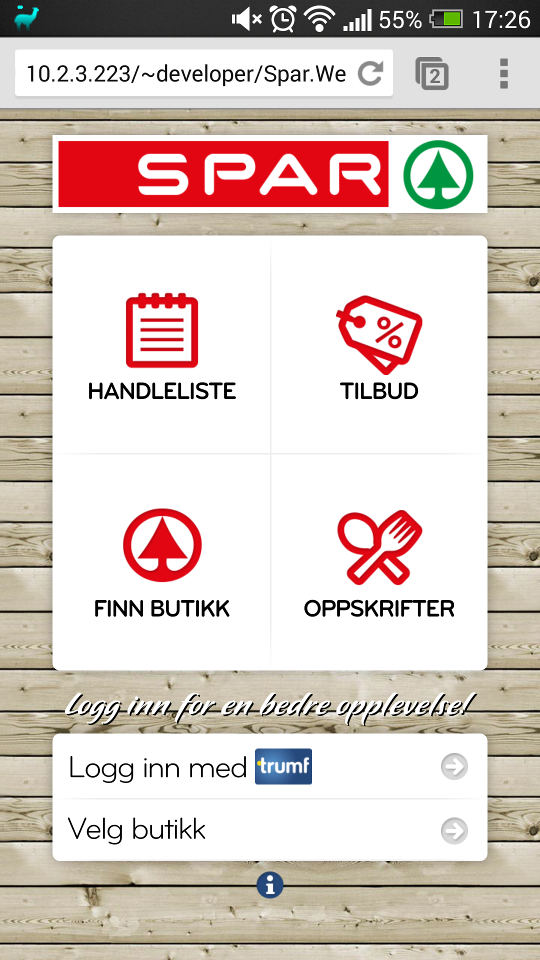 55% 17:26
10.2.3.223/~developer/Spar.We 2
SPAR
HANDLELISTE
TILBUD
FINN BUTIKK
OPPSKRIFTER
Logg inn for en bedre opplevelse!
Logg inn med trumf
Velg butikk